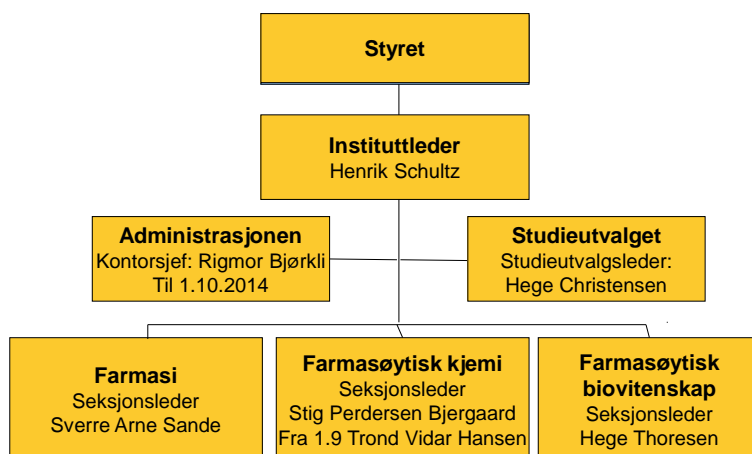 Styret
Instituttleder
Henrik Schultz
Administrasjonen
Kontorsjef: Rigmor Bjørkli
Til 1.10.2014
Studieutvalget
Studieutvalgsleder:
Hege Christensen
Farmasi
Seksjonsleder
Sverre Arne Sande
Farmasøytisk kjemi
Seksjonsleder
Stig Perdersen Bjergaard
Fra 1.9 Trond Vidar Hansen
Farmasøytisk
biovitenskap
Seksjonsleder
Hege Thoresen